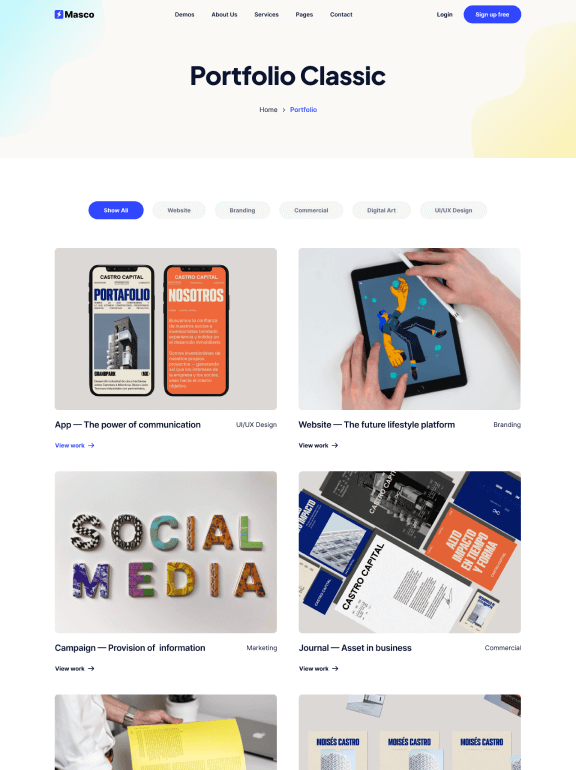 Masco
Demos About Us Services Pages Contact
Login Sign up free
Portfolio Classic
Home > Portfolio
Show All Website Branding Commercial Digital Art UI/UX Design
CASTRO CAPITAL
PORTAFOLIO
GRANDPARK
CASTRO CAPITAL
NOSOTROS
App — The power of communication UI/UX Design
View work →
Website — The future lifestyle platform Branding
View work →
SOCIAL
MEDIA
CASTRO CAPITAL
CASTRO CAPITAL
ALTO
IMPACTO
EN TIEMPO
Y FORMA
Campaign — Provision of information Marketing
View work →
Journal — Asset in business Commercial
View work →
MOISÉS CASTRO
MOISÉS CASTRO
MOISÉS CASTRO